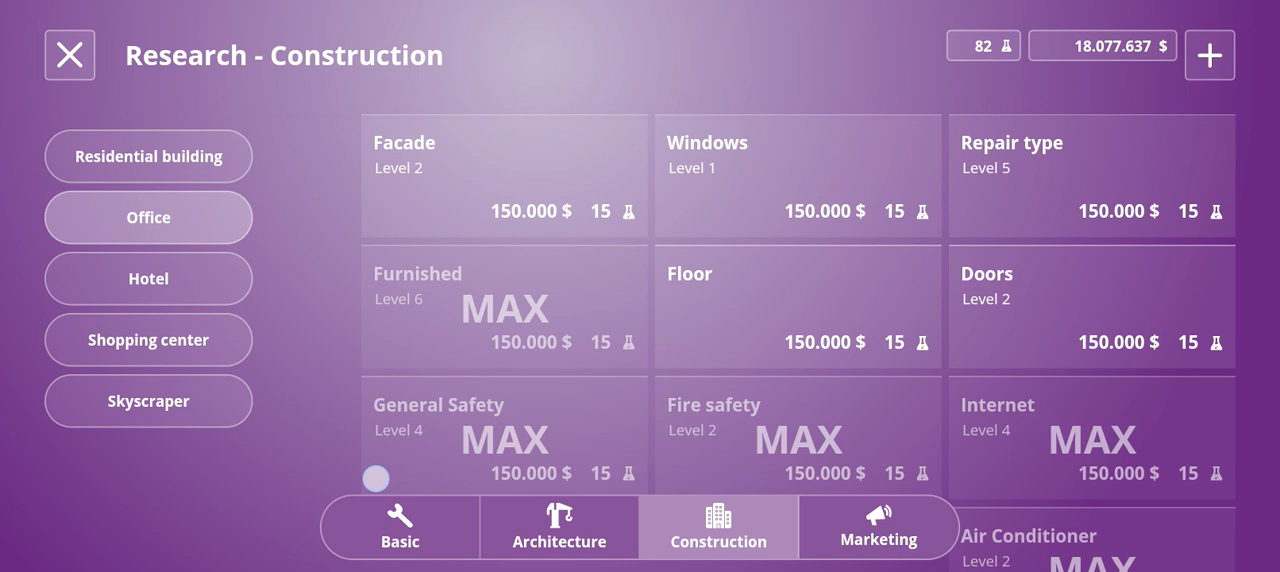 Research - Construction
82
18.077.637 $
Residential building
Office
Hotel
Shopping center
Skyscraper
Facade
Level 2
150.000 $ 15
Windows
Level 1
150.000 $ 15
Repair type
Level 5
150.000 $ 15
Furnished
Level 6
MAX
150.000 $ 15
Floor
150.000 $ 15
Doors
Level 2
150.000 $ 15
General Safety
Level 4
MAX
150.000 $ 15
Fire safety
Level 2
MAX
150.000 $ 15
Internet
Level 4
MAX
150.000 $ 15
Air Conditioner
Level 2
MAX
Basic
Architecture
Construction
Marketing